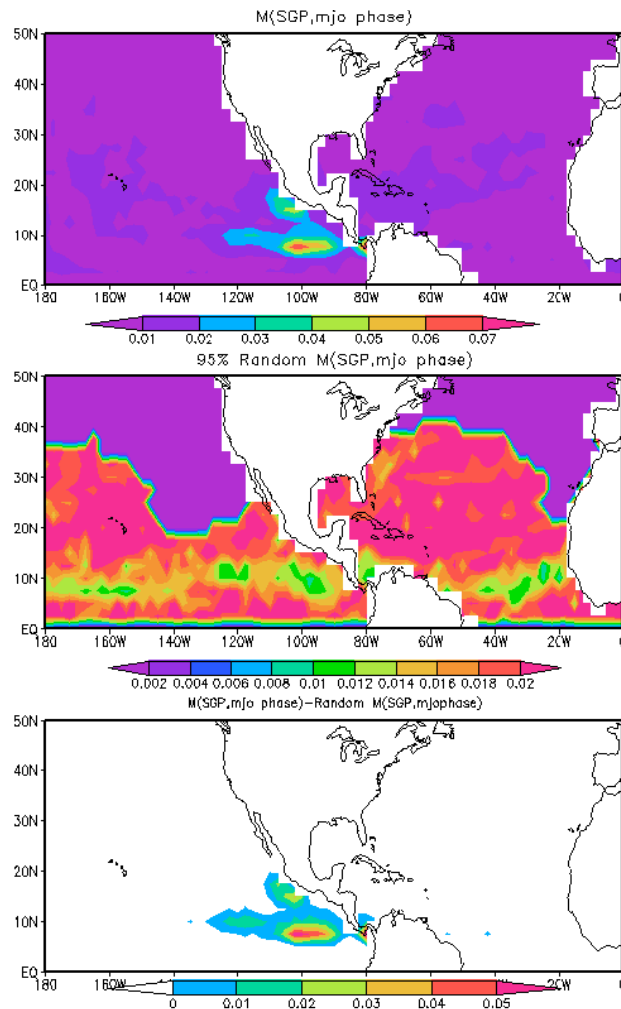 M(SGP,mjo phase)
50N
40N
30N
20N
10N
EQ
180 160W 140W 120W 100W 80W 60W 40W 20W 0
0.01 0.02 0.03 0.04 0.05 0.06 0.07
95% Random M(SGP,mjo phase)
50N
40N
30N
20N
10N
EQ
180 160W 140W 120W 100W 80W 60W 40W 20W 0
0.002 0.004 0.006 0.008 0.01 0.012 0.014 0.016 0.018 0.02
M(SGP,mjo phase)-Random M(SGP,mjophase)
50N
40N
30N
20N
10N
EQ
180 160W 140W 120W 100W 80W 60W 40W 20W 0
0 0.01 0.02 0.03 0.04 0.05